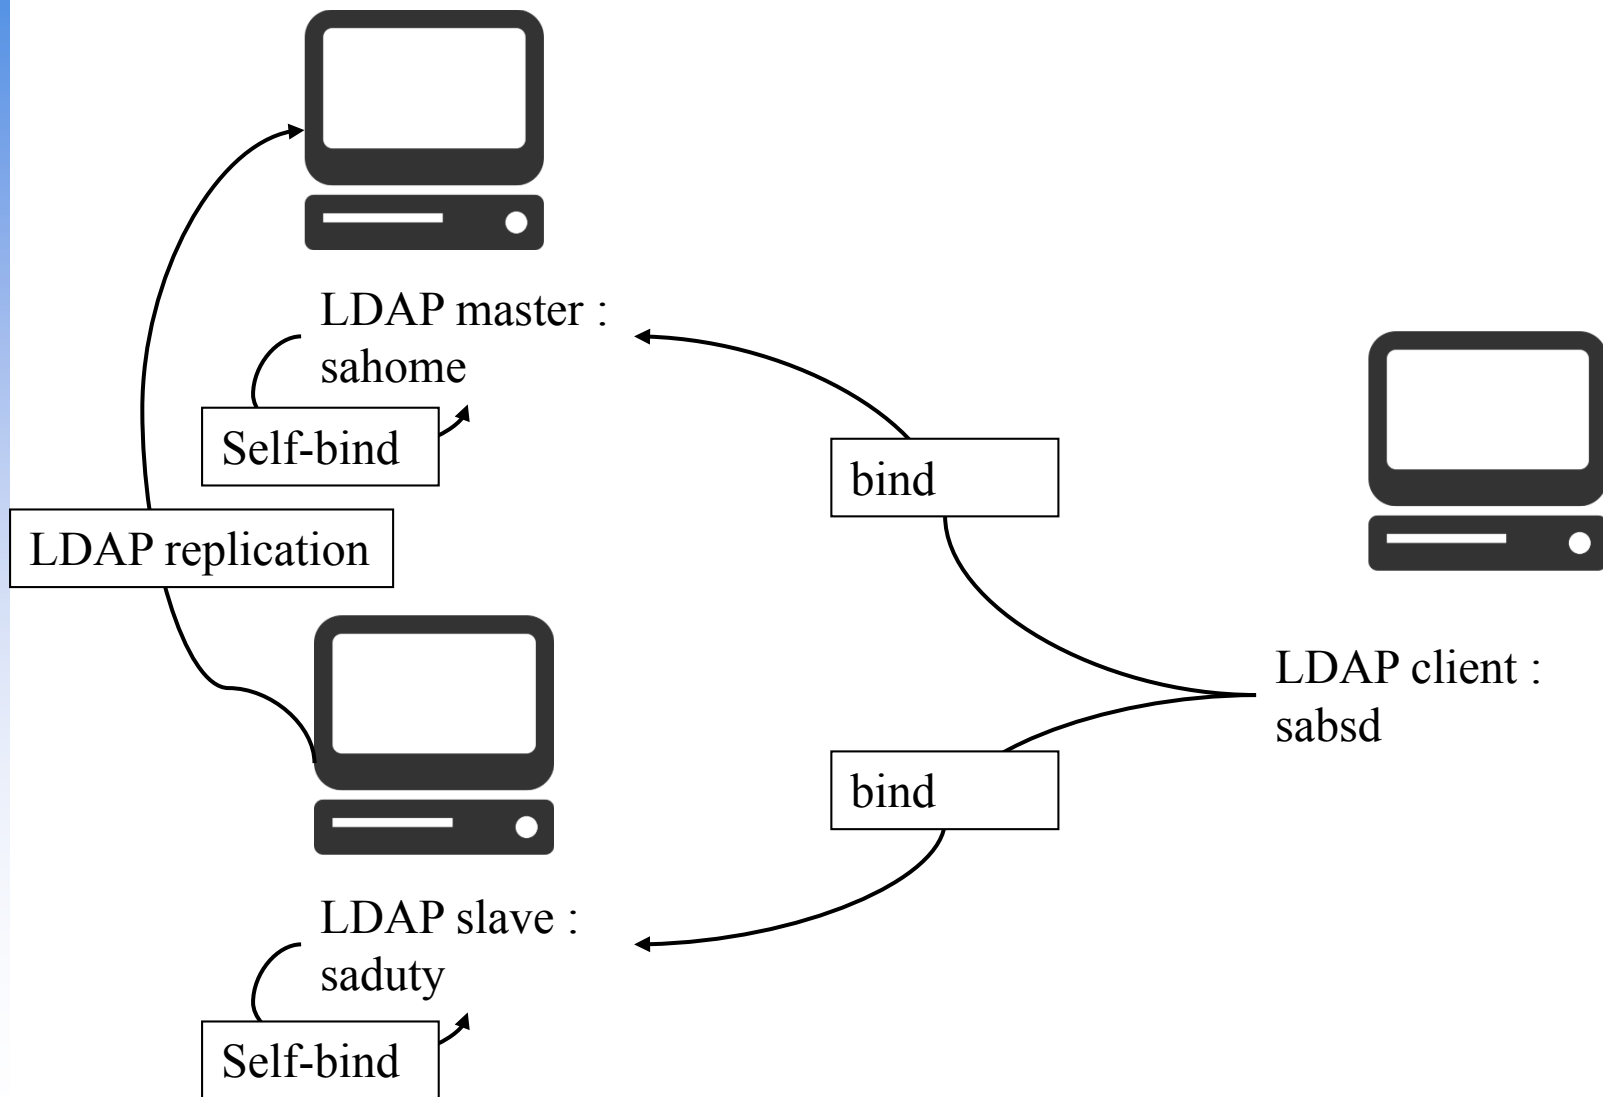 LDAP master :
sahome
Self-bind
bind
LDAP replication
LDAP client :
sabsd
bind
LDAP slave :
saduty
Self-bind